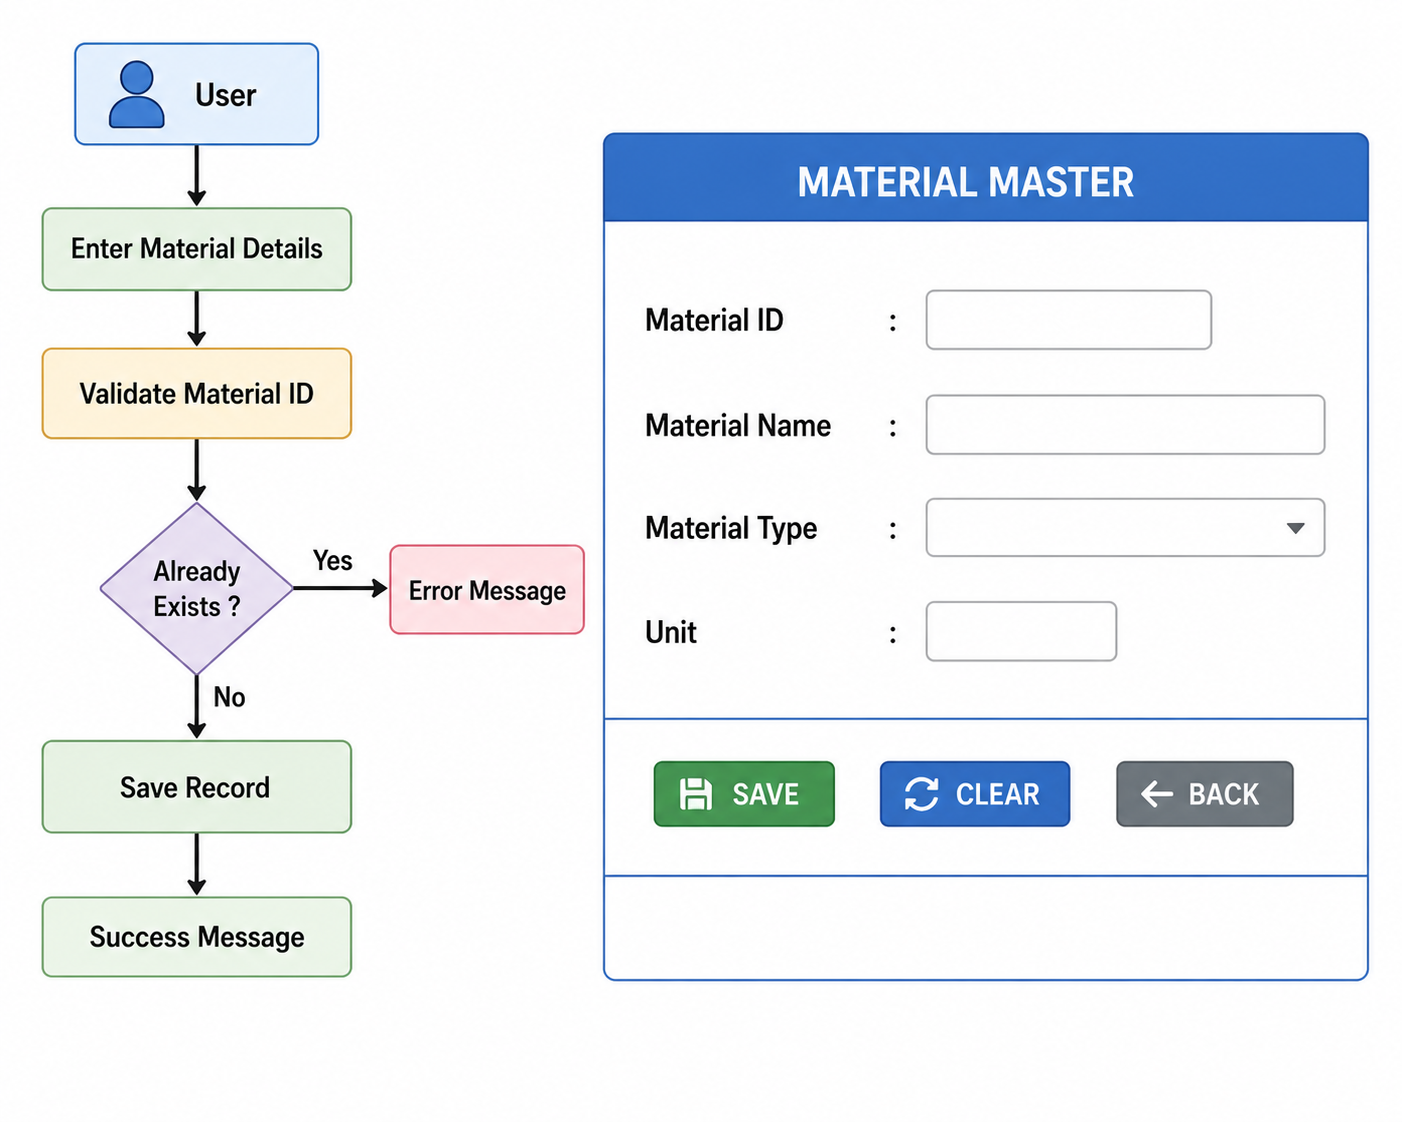 User
Enter Material Details
Validate Material ID
Already
Exists ?
Yes
Error Message
No
Save Record
Success Message
MATERIAL MASTER
Material ID :
Material Name :
Material Type :
Unit :
SAVE
CLEAR
BACK